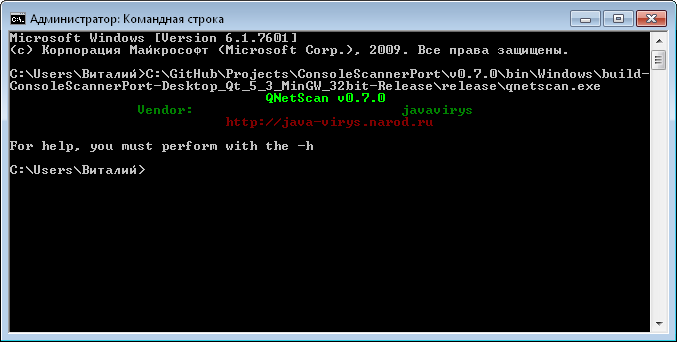 Администратор: Командная строка
Microsoft Windows [Version 6.1.7601]
(c) Корпорация Майкрософт (Microsoft Corp.), 2009. Все права защищены.
C:\Users\Виталий>C:\GitHub\Projects\ConsoleScannerPort\v0.7.0\bin\Windows\build-
ConsoleScannerPort-Desktop_Qt_5_3_MinGW_32bit-Release\release\qnetscan.exe
QNetScan v0.7.0
Vendor: javavirys
http://java-virys.narod.ru
For help, you must perform with the -h
C:\Users\Виталий>